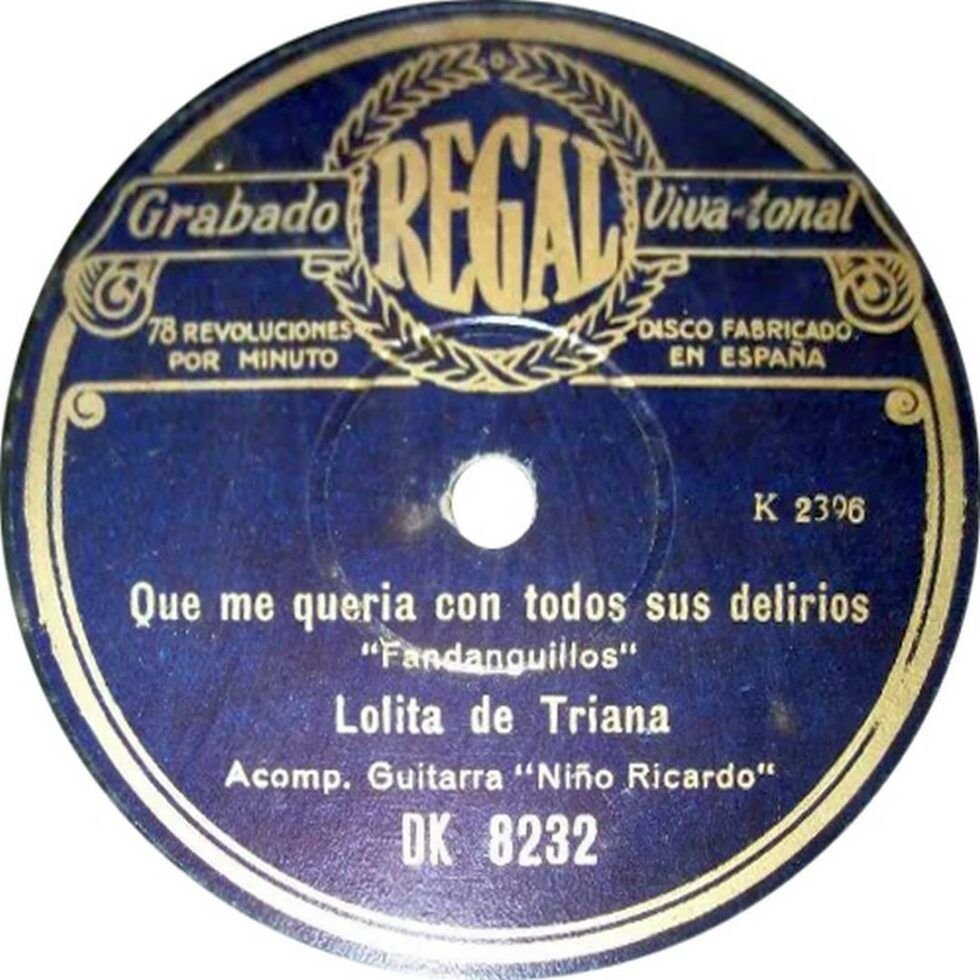 REGAL
Grabado Viva-tonal
78 REVOLUCIONES
POR MINUTO
DISCO FABRICADO
EN ESPAÑA
K 2396
Que me queria con todos sus delirios
"Fandanguillos"
Lolita de Triana
Acomp. Guitarra "Niño Ricardo"
DK 8232